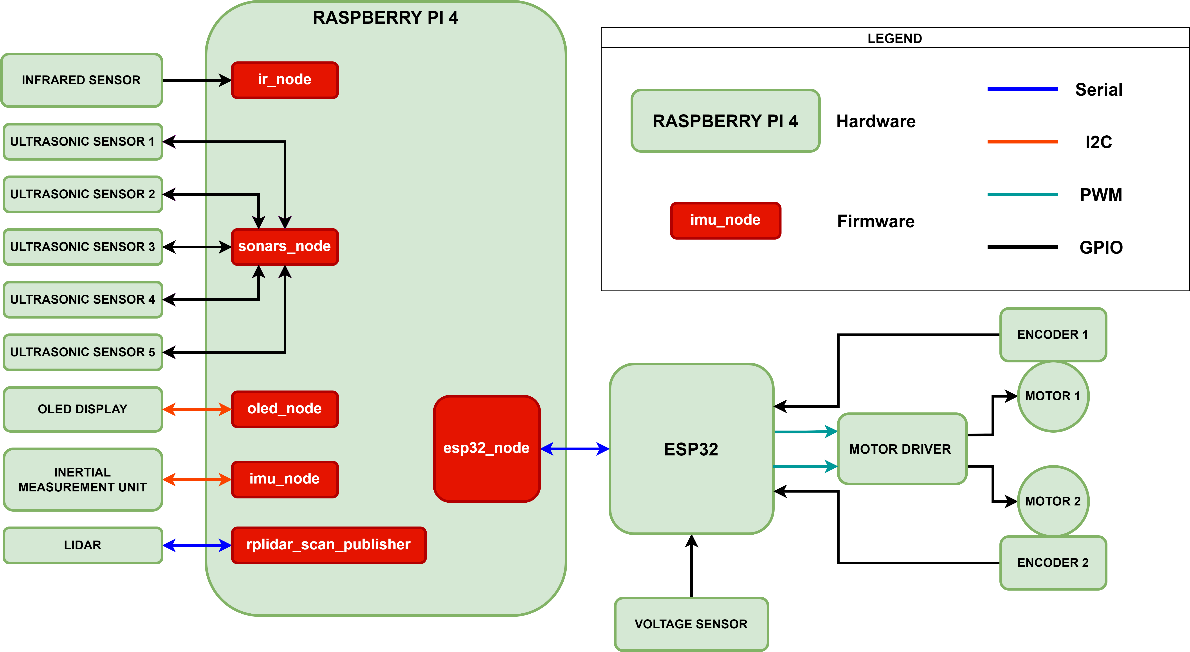 RASPBERRY PI 4
INFRARED SENSOR
ir_node
ULTRASONIC SENSOR 1
ULTRASONIC SENSOR 2
ULTRASONIC SENSOR 3
sonars_node
ULTRASONIC SENSOR 4
ULTRASONIC SENSOR 5
OLED DISPLAY
oled_node
INERTIAL
MEASUREMENT UNIT
imu_node
LIDAR
rplidar_scan_publisher
esp32_node
LEGEND
RASPBERRY PI 4
Hardware
imu_node
Firmware
Serial
I2C
PWM
GPIO
ESP32
VOLTAGE SENSOR
MOTOR DRIVER
ENCODER 1
MOTOR 1
MOTOR 2
ENCODER 2